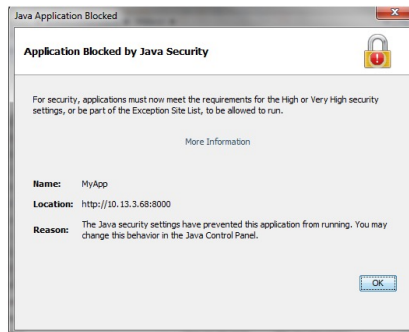 Java Application Blocked
Application Blocked by Java Security
For security, applications must now meet the requirements for the High or Very High security
settings, or be part of the Exception Site List, to be allowed to run.
More Information
Name: MyApp
Location: http://10.13.3.68:8000
Reason: The Java security settings have prevented this application from running. You may
change this behavior in the Java Control Panel.
OK